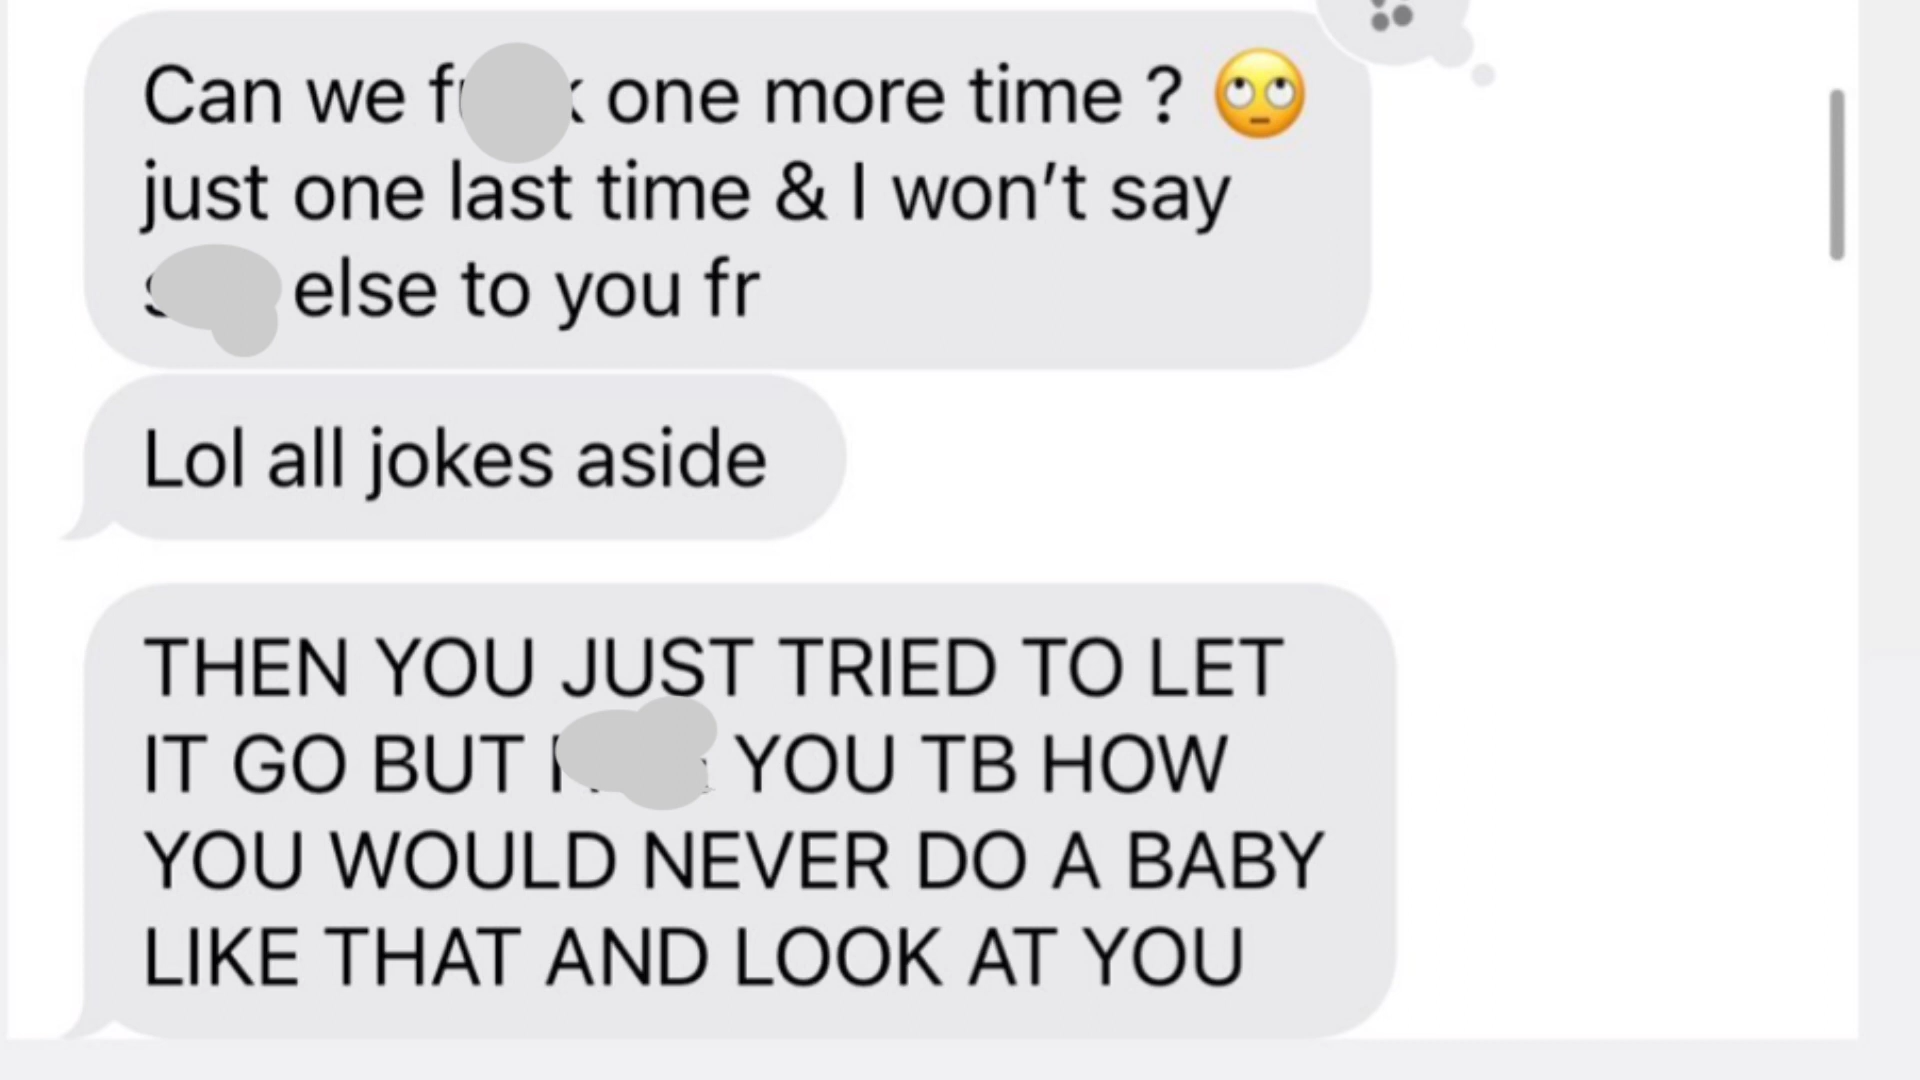 Can we one more time ? 🙄
just one last time & I won't say
else to you fr
Lol all jokes aside
THEN YOU JUST TRIED TO LET
IT GO BUT YOU TB HOW
YOU WOULD NEVER DO A BABY
LIKE THAT AND LOOK AT YOU